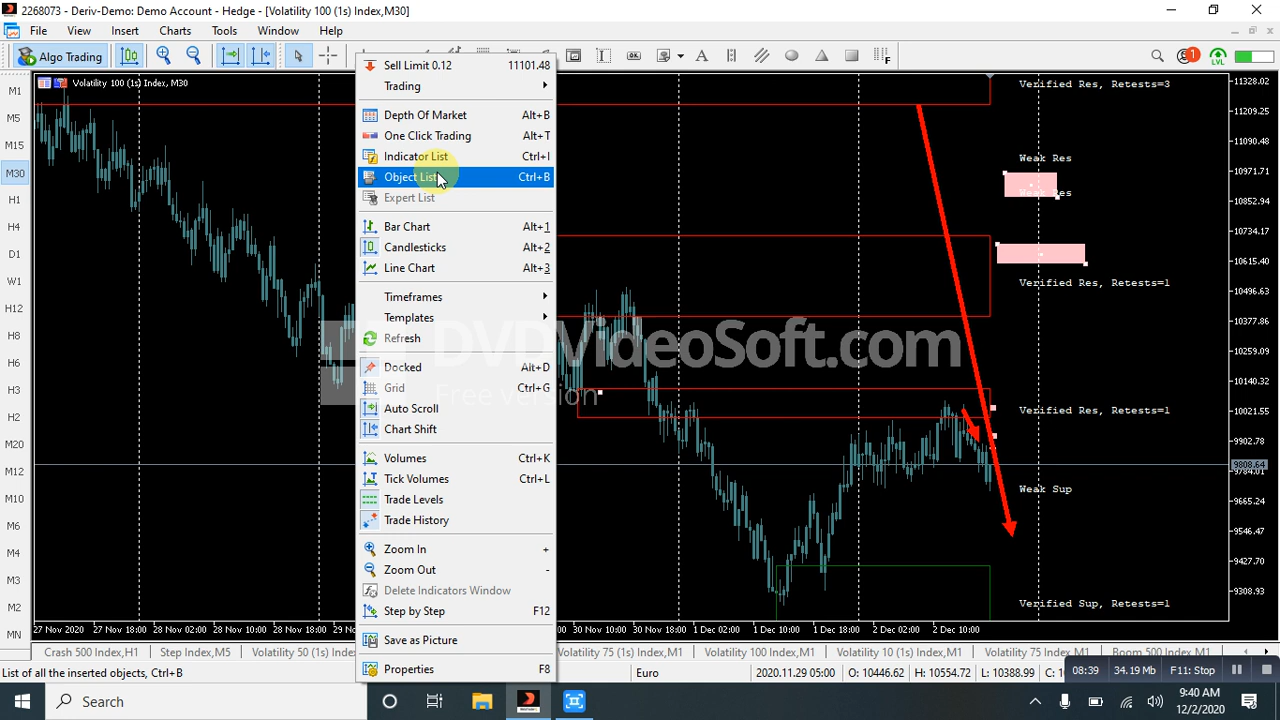 2268073 - Deriv-Demo: Demo Account - Hedge - [Volatility 100 (1s) Index,M30]
File View Insert Charts Tools Window Help
Algo Trading
1
LVL
M1
M5
M15
M30
H1
H4
D1
W1
H12
H8
H6
H3
H2
M20
M12
M10
M6
M4
M3
M2
MN
Volatility 100 (1s) Index, M30
Sell Limit 0.12 11101.48
Trading
Depth Of Market Alt+B
One Click Trading Alt+T
Indicator List Ctrl+I
Object List Ctrl+B
Expert List
Bar Chart Alt+1
Candlesticks Alt+2
Line Chart Alt+3
Timeframes
Templates
Refresh
Docked Alt+D
Grid Ctrl+G
Auto Scroll
Chart Shift
Volumes Ctrl+K
Tick Volumes Ctrl+L
Trade Levels
Trade History
Zoom In +
Zoom Out -
Delete Indicators Window
Step by Step F12
Save as Picture
Properties F8
DVDVideoSoft.com
Free version
Verified Res, Retests=3
Weak Res
Weak Res
Verified Res, Retests=1
Verified Res, Retests=1
Weak Sup
Verified Sup, Retests=1
11328.02
11209.25
10971.71
10852.94
10734.17
10615.40
10496.63
10377.86
10259.09
10140.32
10021.55
9902.78
9808.64
9784.01
9665.24
9546.47
9427.70
9308.93
27 Nov 2020 27 Nov 18:00 28 Nov 02:00 28 Nov 10:00 28 Nov 18:00 29 Nov :00 30 Nov 10:00 30 Nov 18:00 1 Dec 02:00 1 Dec 10:00 1 Dec 18:00 2 Dec 02:00 2 Dec 10:00
Crash 500 Index,H1 Step Index,M5 Volatility 50 (1s) Inde Volatility 75 (1s) Index,M1 Volatility 100 Index,M1 Volatility 10 (1s) Index,M1 Volatility 75 Index,M1 Boom 500 Index,M1
List of all the inserted objects, Ctrl+B Euro 2020.11.29 05:00 O: 10446.62 H: 10554.72 L: 10388.99 C: 1
08:39 34.19 Mb F11: Stop
Search
9:40 AM
12/2/2020